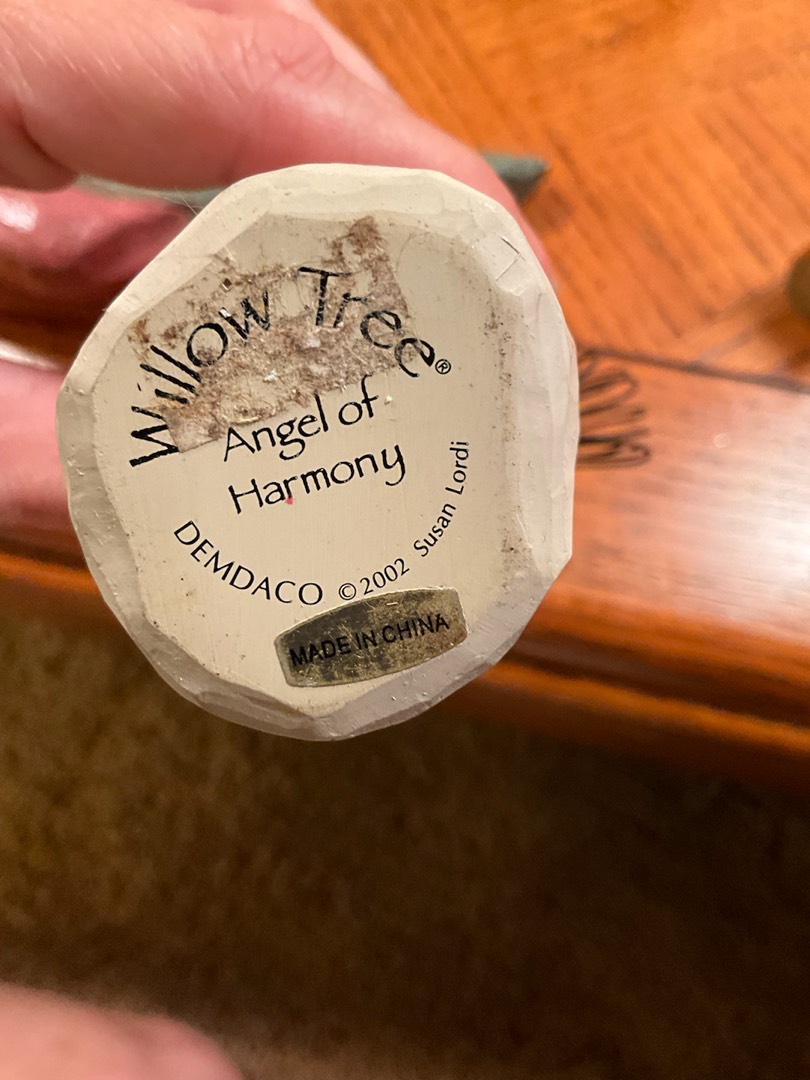 Willow Tree®
Angel of
Harmony
DEMDACO ©2002 Susan Lordi
MADE IN CHINA